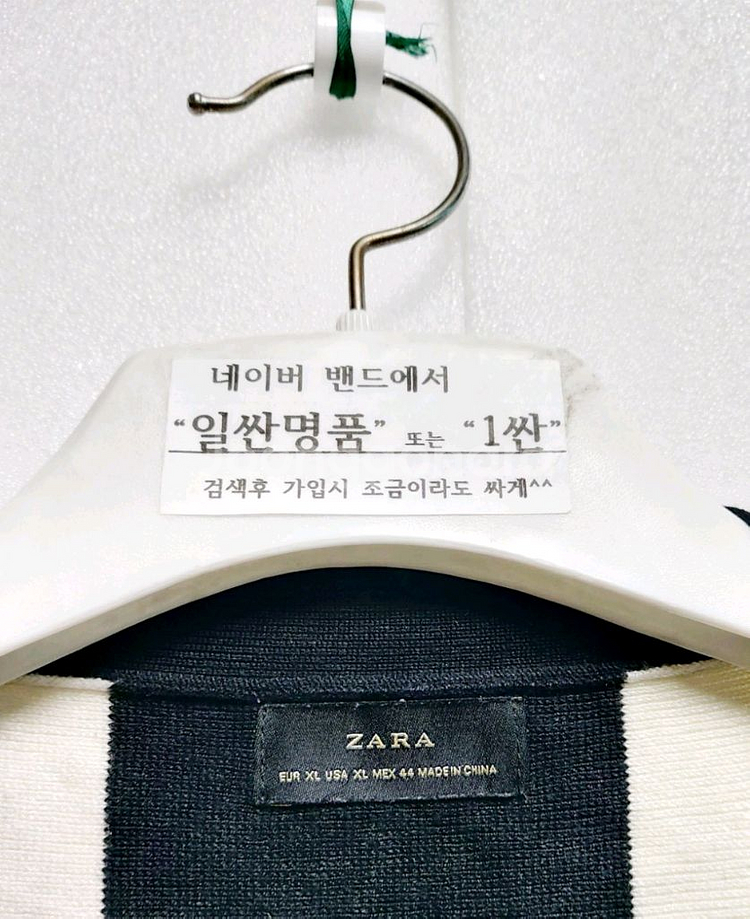 네이버 밴드에서
“일싼명품” 또는 “1싼”
검색후 가입시 조금이라도 싸게^^
ZARA
EUR XL USA XL MEX 44 MADE IN CHINA